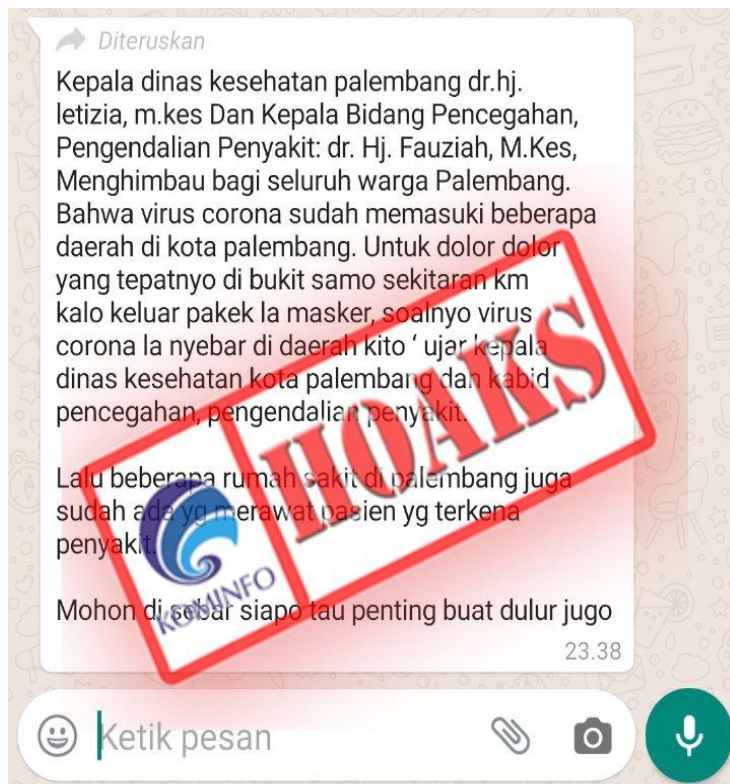 Diteruskan
Kepala dinas kesehatan palembang dr.hj.
letizia, m.kes Dan Kepala Bidang Pencegahan,
Pengendalian Penyakit: dr. Hj. Fauziah, M.Kes,
Menghimbau bagi seluruh warga Palembang.
Bahwa virus corona sudah memasuki beberapa
daerah di kota palembang. Untuk dolor dolor
yang tepatnyo di bukit samo sekitaran km
kalo keluar pakek la masker, soalnyo virus
corona la nyebar di daerah kito ‘ ujar kepala
dinas kesehatan kota palembang dan kabid
pencegahan, pengendalian penyakit.
Lalu beberapa rumah sakit di palembang juga
sudah ada yg merawat pasien yg terkena
penyakit.
Mohon di sebar siapo tau penting buat dulur jugo
23.38
HOAKS
KOMINFO
Ketik pesan